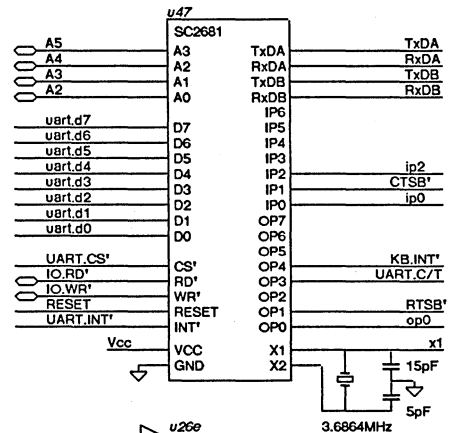 u47
SC2681
A5 A3 TxDA TxDA
A4 A2 RxDA RxDA
A3 A1 TxDB TxDB
A2 A0 RxDB RxDB
IP6
uart.d7 D7 IP5
uart.d6 D6 IP4
uart.d5 D5 IP3
uart.d4 D4 IP2 ip2
uart.d3 D3 IP1 CTSB'
uart.d2 D2 IP0 ip0
uart.d1 D1 OP7
uart.d0 D0 OP6
OP5
UART.CS' CS' OP4 KB.INT'
IO.RD' RD' OP3 UART.C/T
IO.WR' WR' OP2
RESET RESET OP1 RTSB'
UART.INT' INT' OP0 op0
Vcc VCC X1 x1
GND X2 15pF
5pF
u26e 3.6864MHz